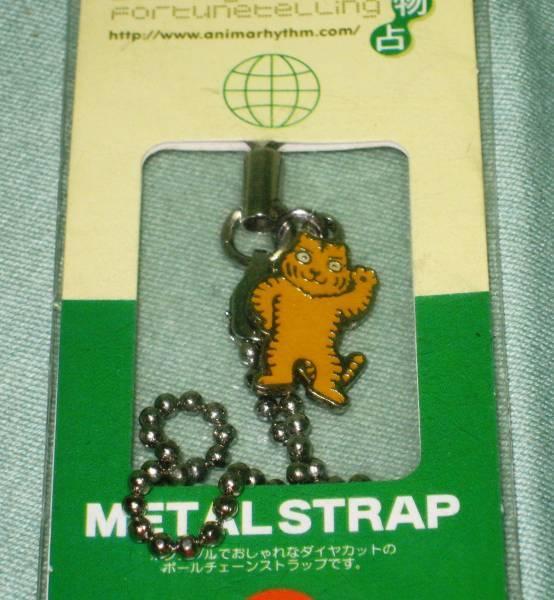 fortunetelling
http://www.animarhythm.com/
物
占
METAL STRAP
ルでおしゃれなダイヤカットの
ボールチェーンストラップです。